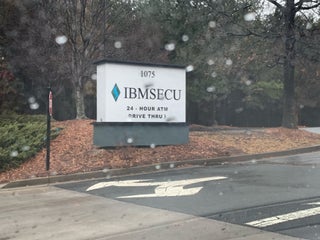 1075
IBMSECU
24 - HOUR ATM
DRIVE THRU